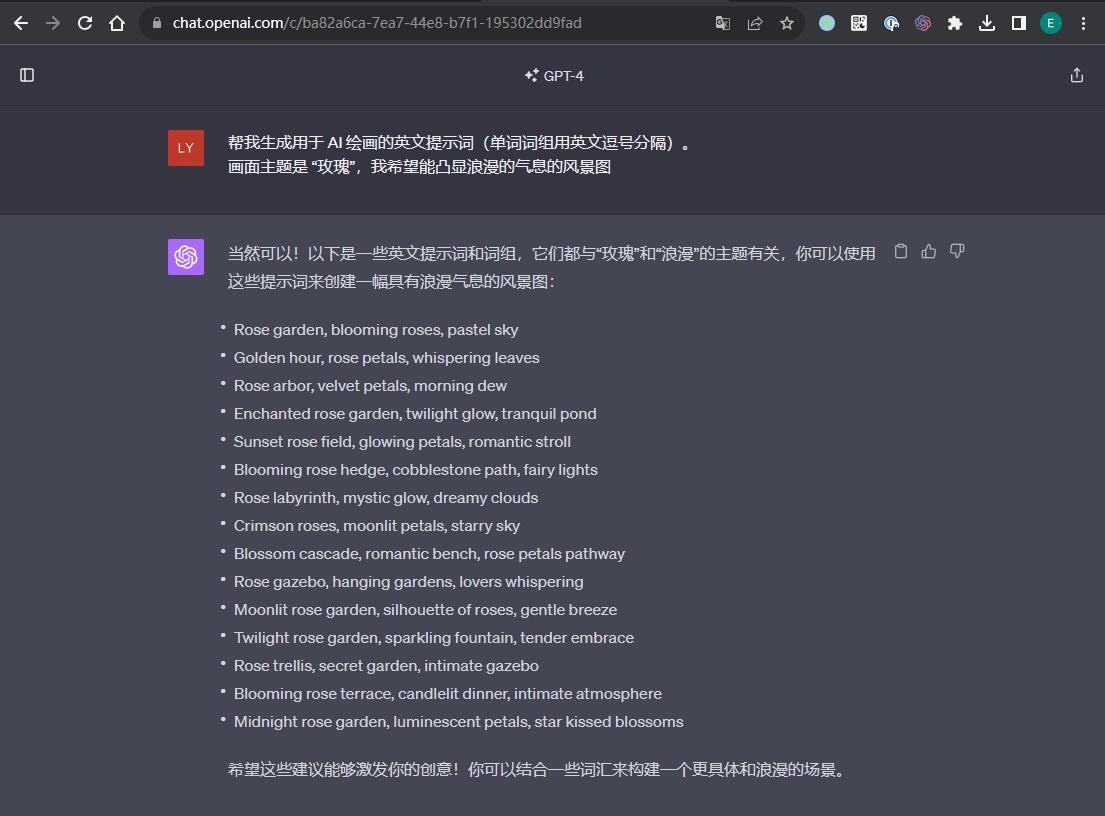 chat.openai.com/c/ba82a6ca-7ea7-44e8-b7f1-195302dd9fad
E
GPT-4
LY
帮我生成用于 AI 绘画的英文提示词（单词词组用英文逗号分隔）。
画面主题是 “玫瑰”，我希望能凸显浪漫的气息的风景图
当然可以！以下是一些英文提示词和词组，它们都与“玫瑰”和“浪漫”的主题有关，你可以使用
这些提示词来创建一幅具有浪漫气息的风景图：
• Rose garden, blooming roses, pastel sky
• Golden hour, rose petals, whispering leaves
• Rose arbor, velvet petals, morning dew
• Enchanted rose garden, twilight glow, tranquil pond
• Sunset rose field, glowing petals, romantic stroll
• Blooming rose hedge, cobblestone path, fairy lights
• Rose labyrinth, mystic glow, dreamy clouds
• Crimson roses, moonlit petals, starry sky
• Blossom cascade, romantic bench, rose petals pathway
• Rose gazebo, hanging gardens, lovers whispering
• Moonlit rose garden, silhouette of roses, gentle breeze
• Twilight rose garden, sparkling fountain, tender embrace
• Rose trellis, secret garden, intimate gazebo
• Blooming rose terrace, candlelit dinner, intimate atmosphere
• Midnight rose garden, luminescent petals, star kissed blossoms
希望这些建议能够激发你的创意！你可以结合一些词汇来构建一个更具体和浪漫的场景。